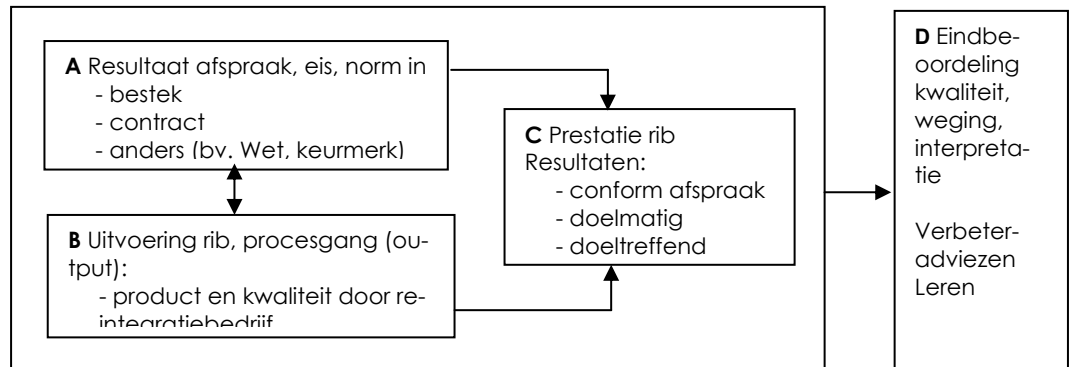 A Resultaat afspraak, eis, norm in
- bestek
- contract
- anders (bv. Wet, keurmerk)
B Uitvoering rib, procesgang (ou-
tput):
- product en kwaliteit door re-
integratiebedrijf
C Prestatie rib
Resultaten:
- conform afspraak
- doelmatig
- doeltreffend
D Eindbe-
oordeling
kwaliteit,
weging,
interpreta-
tie
Verbeter-
adviezen
Leren